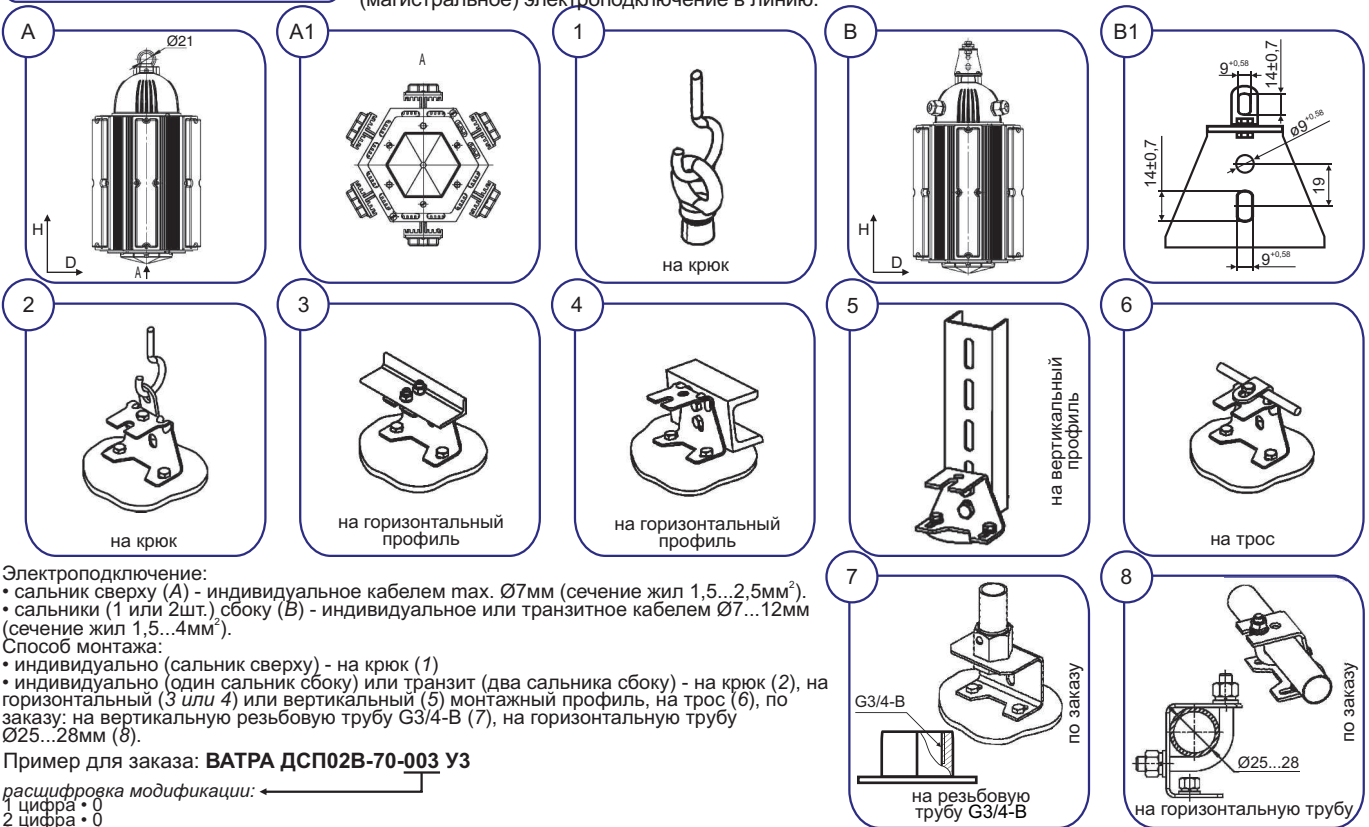 (магистральное) электроподключение в линию.
A
Ø21
H
D
A
A1
A
1
на крюк
B
H
D
B1
9+0,58
14±0,7
ø9+0,58
14±0,7
19
9+0,58
2
на крюк
3
на горизонтальный
профиль
4
на горизонтальный
профиль
5
на вертикальный
профиль
6
на трос
Электроподключение:
• сальник сверху (A) - индивидуальное кабелем max. Ø7мм (сечение жил 1,5...2,5мм²).
• сальники (1 или 2шт.) сбоку (B) - индивидуальное или транзитное кабелем Ø7...12мм
(сечение жил 1,5...4мм²).
Способ монтажа:
• индивидуально (сальник сверху) - на крюк (1)
• индивидуально (один сальник сбоку) или транзит (два сальника сбоку) - на крюк (2), на
горизонтальный (3 или 4) или вертикальный (5) монтажный профиль, на трос (6), по
заказу: на вертикальную резьбовую трубу G3/4-B (7), на горизонтальную трубу
Ø25...28мм (8).
Пример для заказа: ВАТРА ДСП02В-70-003 У3
расшифровка модификации:
1 цифра • 0
2 цифра • 0
7
G3/4-B
по заказу
на резьбовую
трубу G3/4-B
8
по заказу
Ø25...28
на горизонтальную трубу